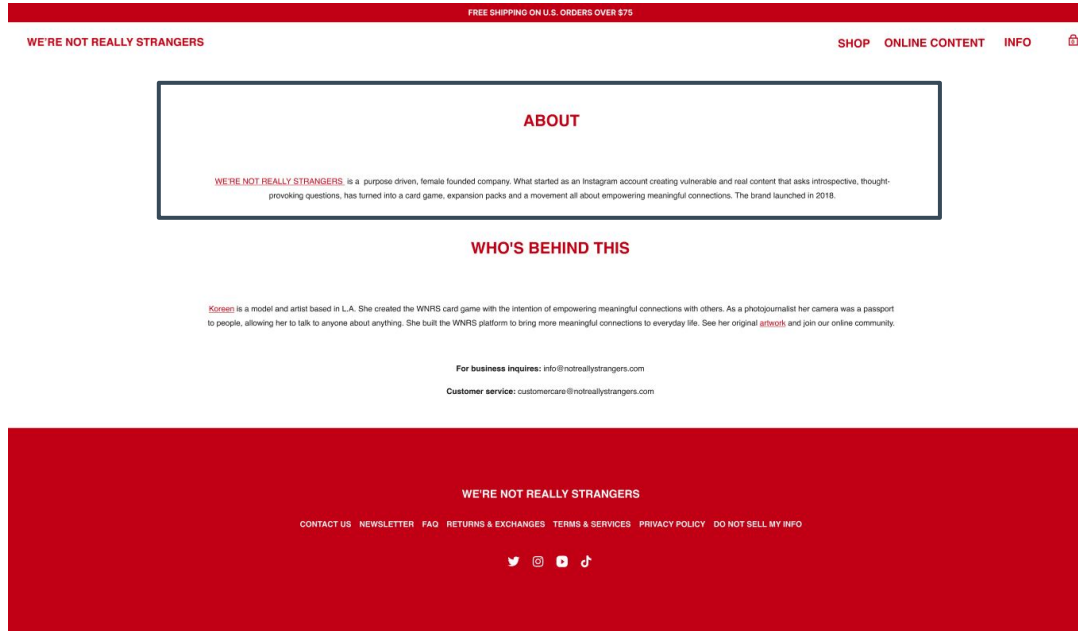 FREE SHIPPING ON U.S. ORDERS OVER $75
WE'RE NOT REALLY STRANGERS
SHOP ONLINE CONTENT INFO
0
ABOUT
WE'RE NOT REALLY STRANGERS is a purpose driven, female founded company. What started as an Instagram account creating vulnerable and real content that asks introspective, thought-
provoking questions, has turned into a card game, expansion packs and a movement all about empowering meaningful connections. The brand launched in 2018.
WHO'S BEHIND THIS
Koreen is a model and artist based in L.A. She created the WNRS card game with the intention of empowering meaningful connections with others. As a photojournalist her camera was a passport
to people, allowing her to talk to anyone about anything. She built the WNRS platform to bring more meaningful connections to everyday life. See her original artwork and join our online community.
For business inquires: info@notreallystrangers.com
Customer service: customercare@notreallystrangers.com
WE'RE NOT REALLY STRANGERS
CONTACT US NEWSLETTER FAQ RETURNS & EXCHANGES TERMS & SERVICES PRIVACY POLICY DO NOT SELL MY INFO